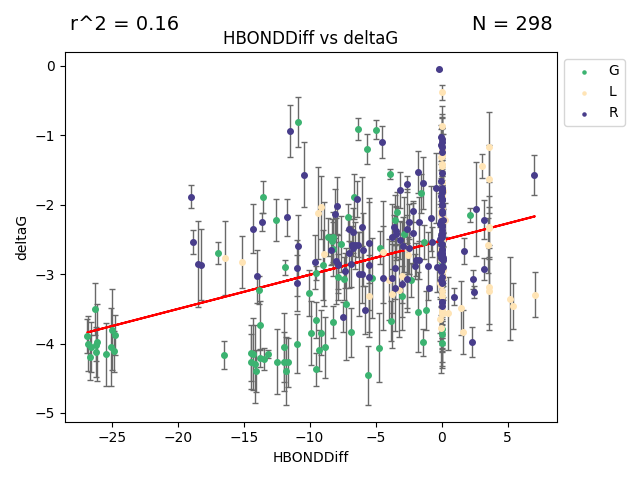 r^2 = 0.16
N = 298
HBONDDiff vs deltaG
G
L
R
0
−1
−2
−3
−4
−5
deltaG
−25 −20 −15 −10 −5 0 5
HBONDDiff